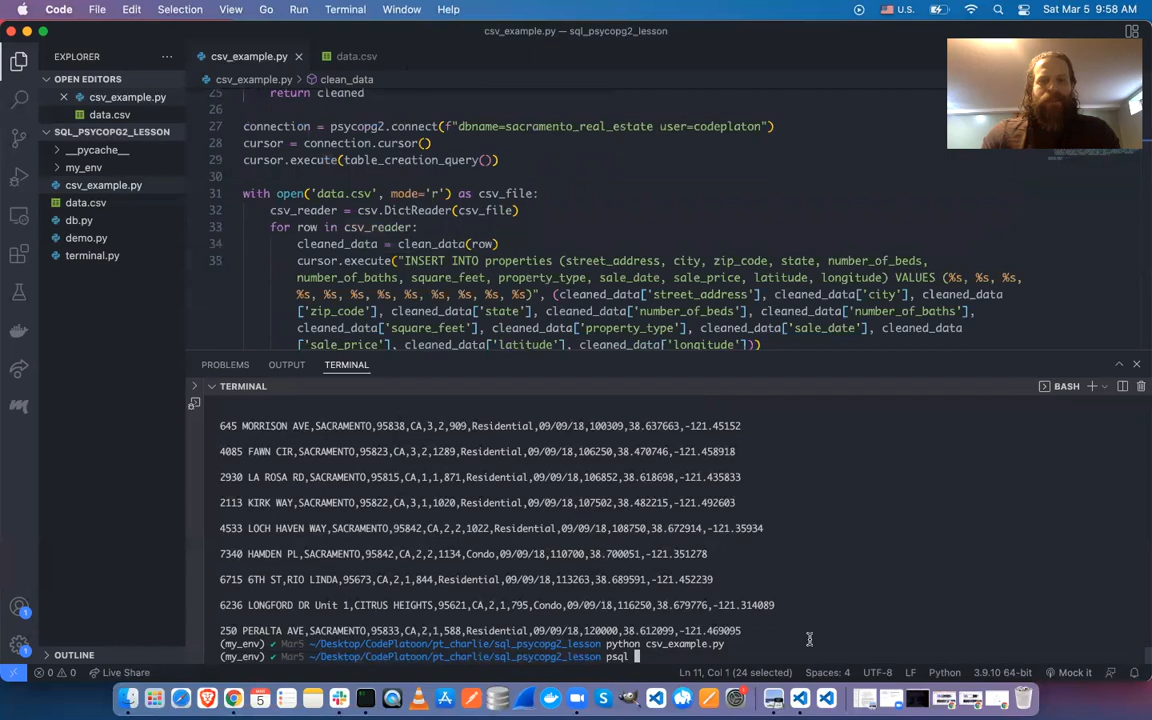 Code File Edit Selection View Go Run Terminal Window Help U.S. Sat Mar 5 9:58 AM
csv_example.py — sql_psycopg2_lesson
EXPLORER
csv_example.py data.csv
OPEN EDITORS
csv_example.py > clean_data
csv_example.py
data.csv
SQL_PSYCOPG2_LESSON
__pycache__
my_env
csv_example.py
data.csv
db.py
demo.py
terminal.py
OUTLINE
25 return cleaned
26
27 connection = psycopg2.connect(f"dbname=sacramento_real_estate user=codeplaton")
28 cursor = connection.cursor()
29 cursor.execute(table_creation_query())
30
31 with open('data.csv', mode='r') as csv_file:
32 csv_reader = csv.DictReader(csv_file)
33 for row in csv_reader:
34 cleaned_data = clean_data(row)
35 cursor.execute("INSERT INTO properties (street_address, city, zip_code, state, number_of_beds,
number_of_baths, square_feet, property_type, sale_date, sale_price, latitude, longitude) VALUES (%s, %s, %s,
%s, %s, %s, %s, %s, %s, %s, %s, %s)", (cleaned_data['street_address'], cleaned_data['city'], cleaned_data
['zip_code'], cleaned_data['state'], cleaned_data['number_of_beds'], cleaned_data['number_of_baths'],
cleaned_data['square_feet'], cleaned_data['property_type'], cleaned_data['sale_date'], cleaned_data
['sale_price'], cleaned_data['latitude'], cleaned_data['longitude']))
PROBLEMS OUTPUT TERMINAL
TERMINAL BASH
645 MORRISON AVE,SACRAMENTO,95838,CA,3,2,909,Residential,09/09/18,100309,38.637663,-121.45152
4085 FAWN CIR,SACRAMENTO,95823,CA,3,2,1289,Residential,09/09/18,106250,38.470746,-121.458918
2930 LA ROSA RD,SACRAMENTO,95815,CA,1,1,871,Residential,09/09/18,106852,38.618698,-121.435833
2113 KIRK WAY,SACRAMENTO,95822,CA,3,1,1020,Residential,09/09/18,107502,38.482215,-121.492603
4533 LOCH HAVEN WAY,SACRAMENTO,95842,CA,2,2,1022,Residential,09/09/18,108750,38.672914,-121.35934
7340 HAMDEN PL,SACRAMENTO,95842,CA,2,2,1134,Condo,09/09/18,110700,38.700051,-121.351278
6715 6TH ST,RIO LINDA,95673,CA,2,1,844,Residential,09/09/18,113263,38.689591,-121.452239
6236 LONGFORD DR Unit 1,CITRUS HEIGHTS,95621,CA,2,1,795,Condo,09/09/18,116250,38.679776,-121.314089
250 PERALTA AVE,SACRAMENTO,95833,CA,2,1,588,Residential,09/09/18,120000,38.612099,-121.469095
(my_env) ✔ Mar5 ~/Desktop/CodePlatoon/pt_charlie/sql_psycopg2_lesson python csv_example.py
(my_env) ✔ Mar5 ~/Desktop/CodePlatoon/pt_charlie/sql_psycopg2_lesson psql
0 0 Live Share Ln 11, Col 1 (24 selected) Spaces: 4 UTF-8 LF Python 3.9.10 64-bit Mock it